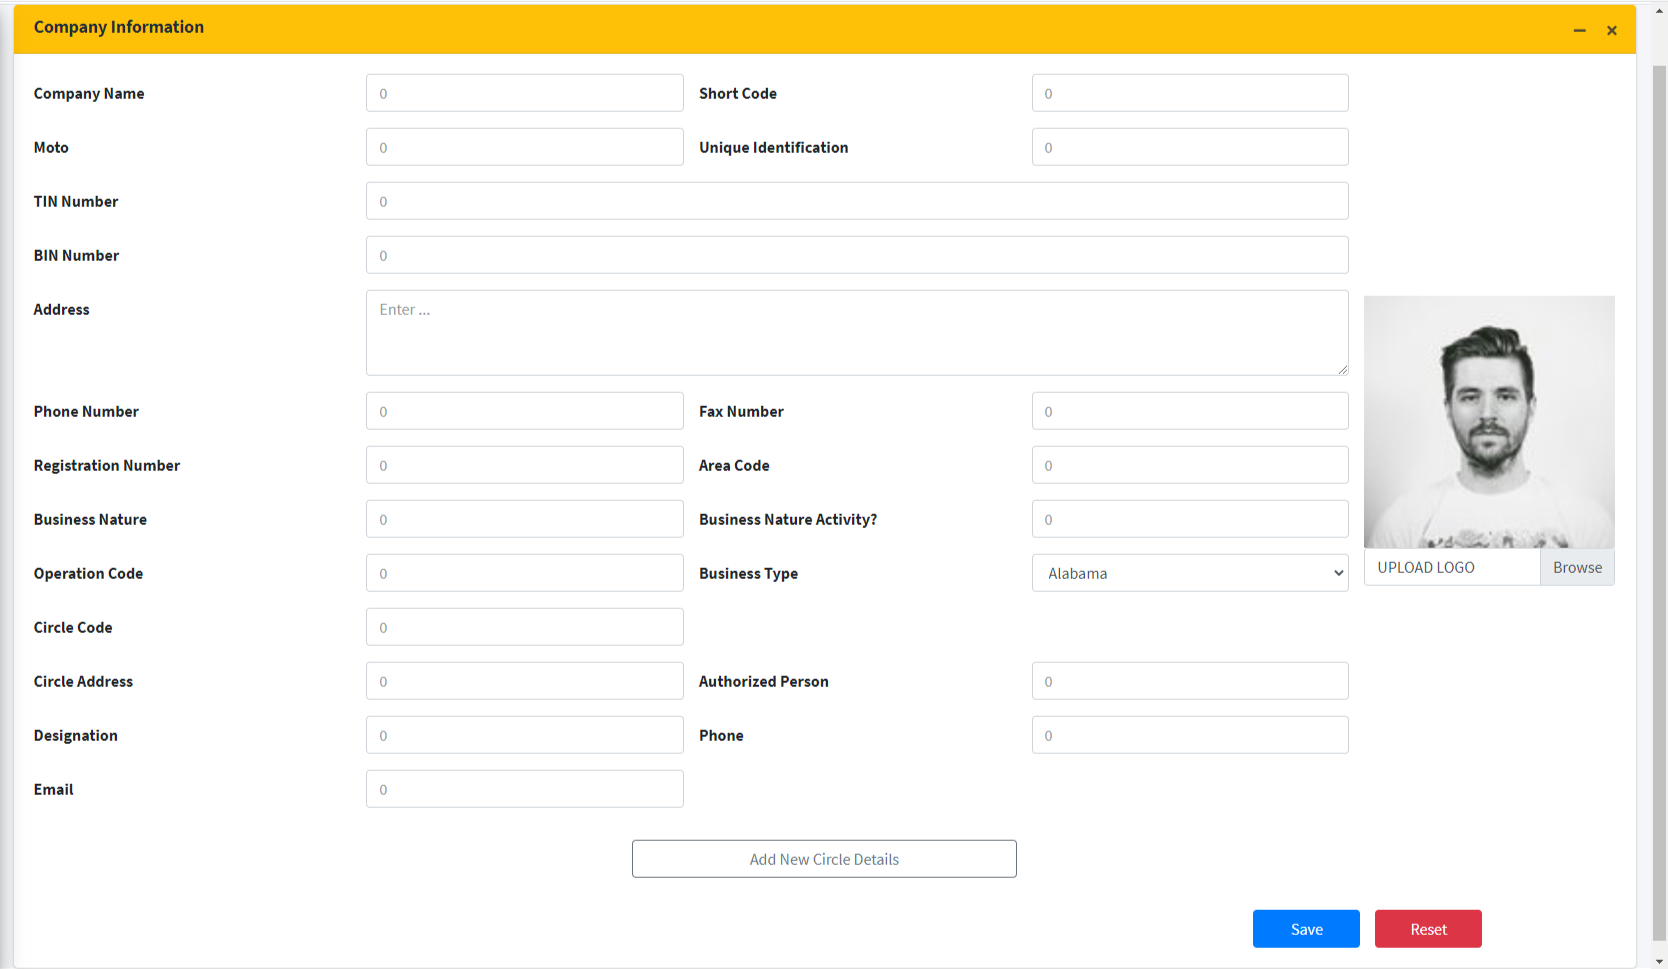 Company Information
Company Name 0 Short Code 0
Moto 0 Unique Identification 0
TIN Number 0
BIN Number 0
Address Enter ...
Phone Number 0 Fax Number 0
Registration Number 0 Area Code 0
Business Nature 0 Business Nature Activity? 0
Operation Code 0 Business Type Alabama UPLOAD LOGO Browse
Circle Code 0
Circle Address 0 Authorized Person 0
Designation 0 Phone 0
Email 0
Add New Circle Details
Save Reset